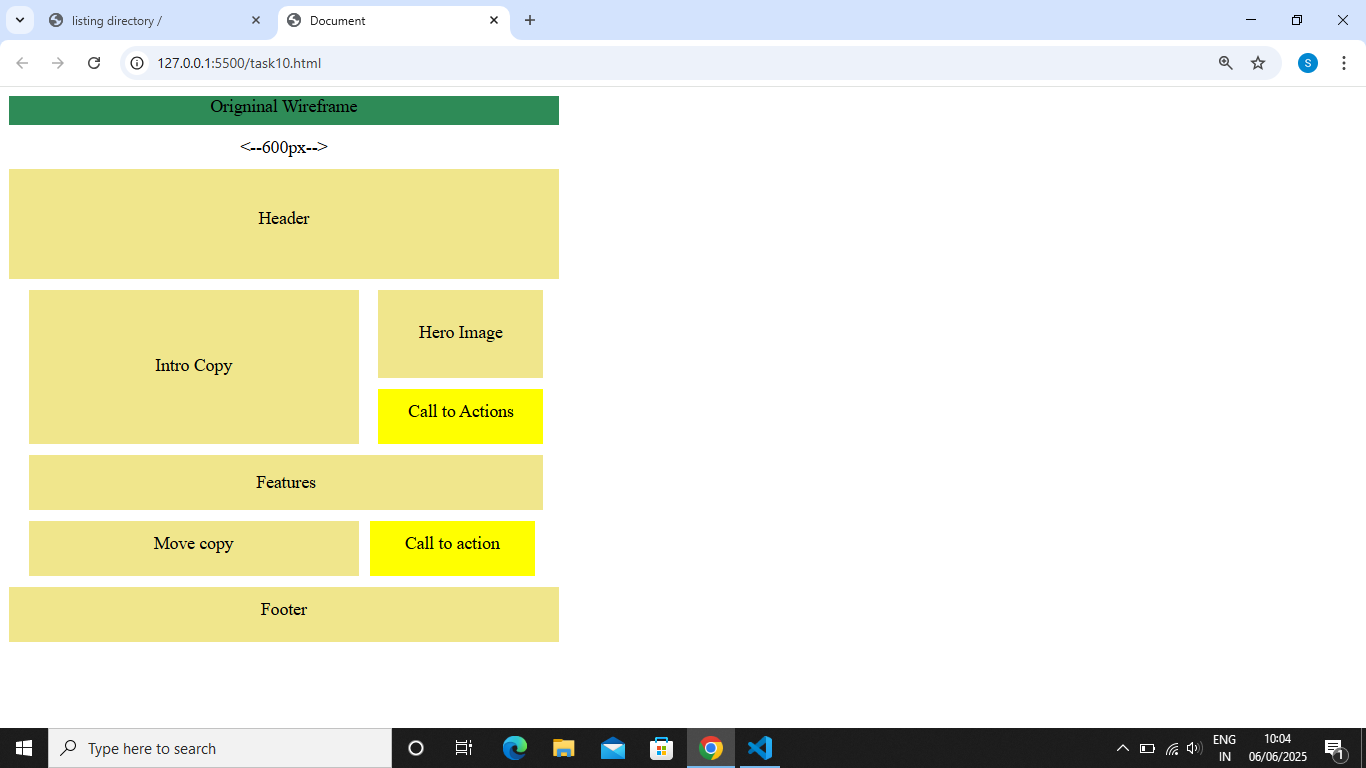 listing directory /
Document
127.0.0.1:5500/task10.html
S
Origninal Wireframe
<--600px-->
Header
Intro Copy
Hero Image
Call to Actions
Features
Move copy
Call to action
Footer
Type here to search
ENG
IN
10:04
06/06/2025
1